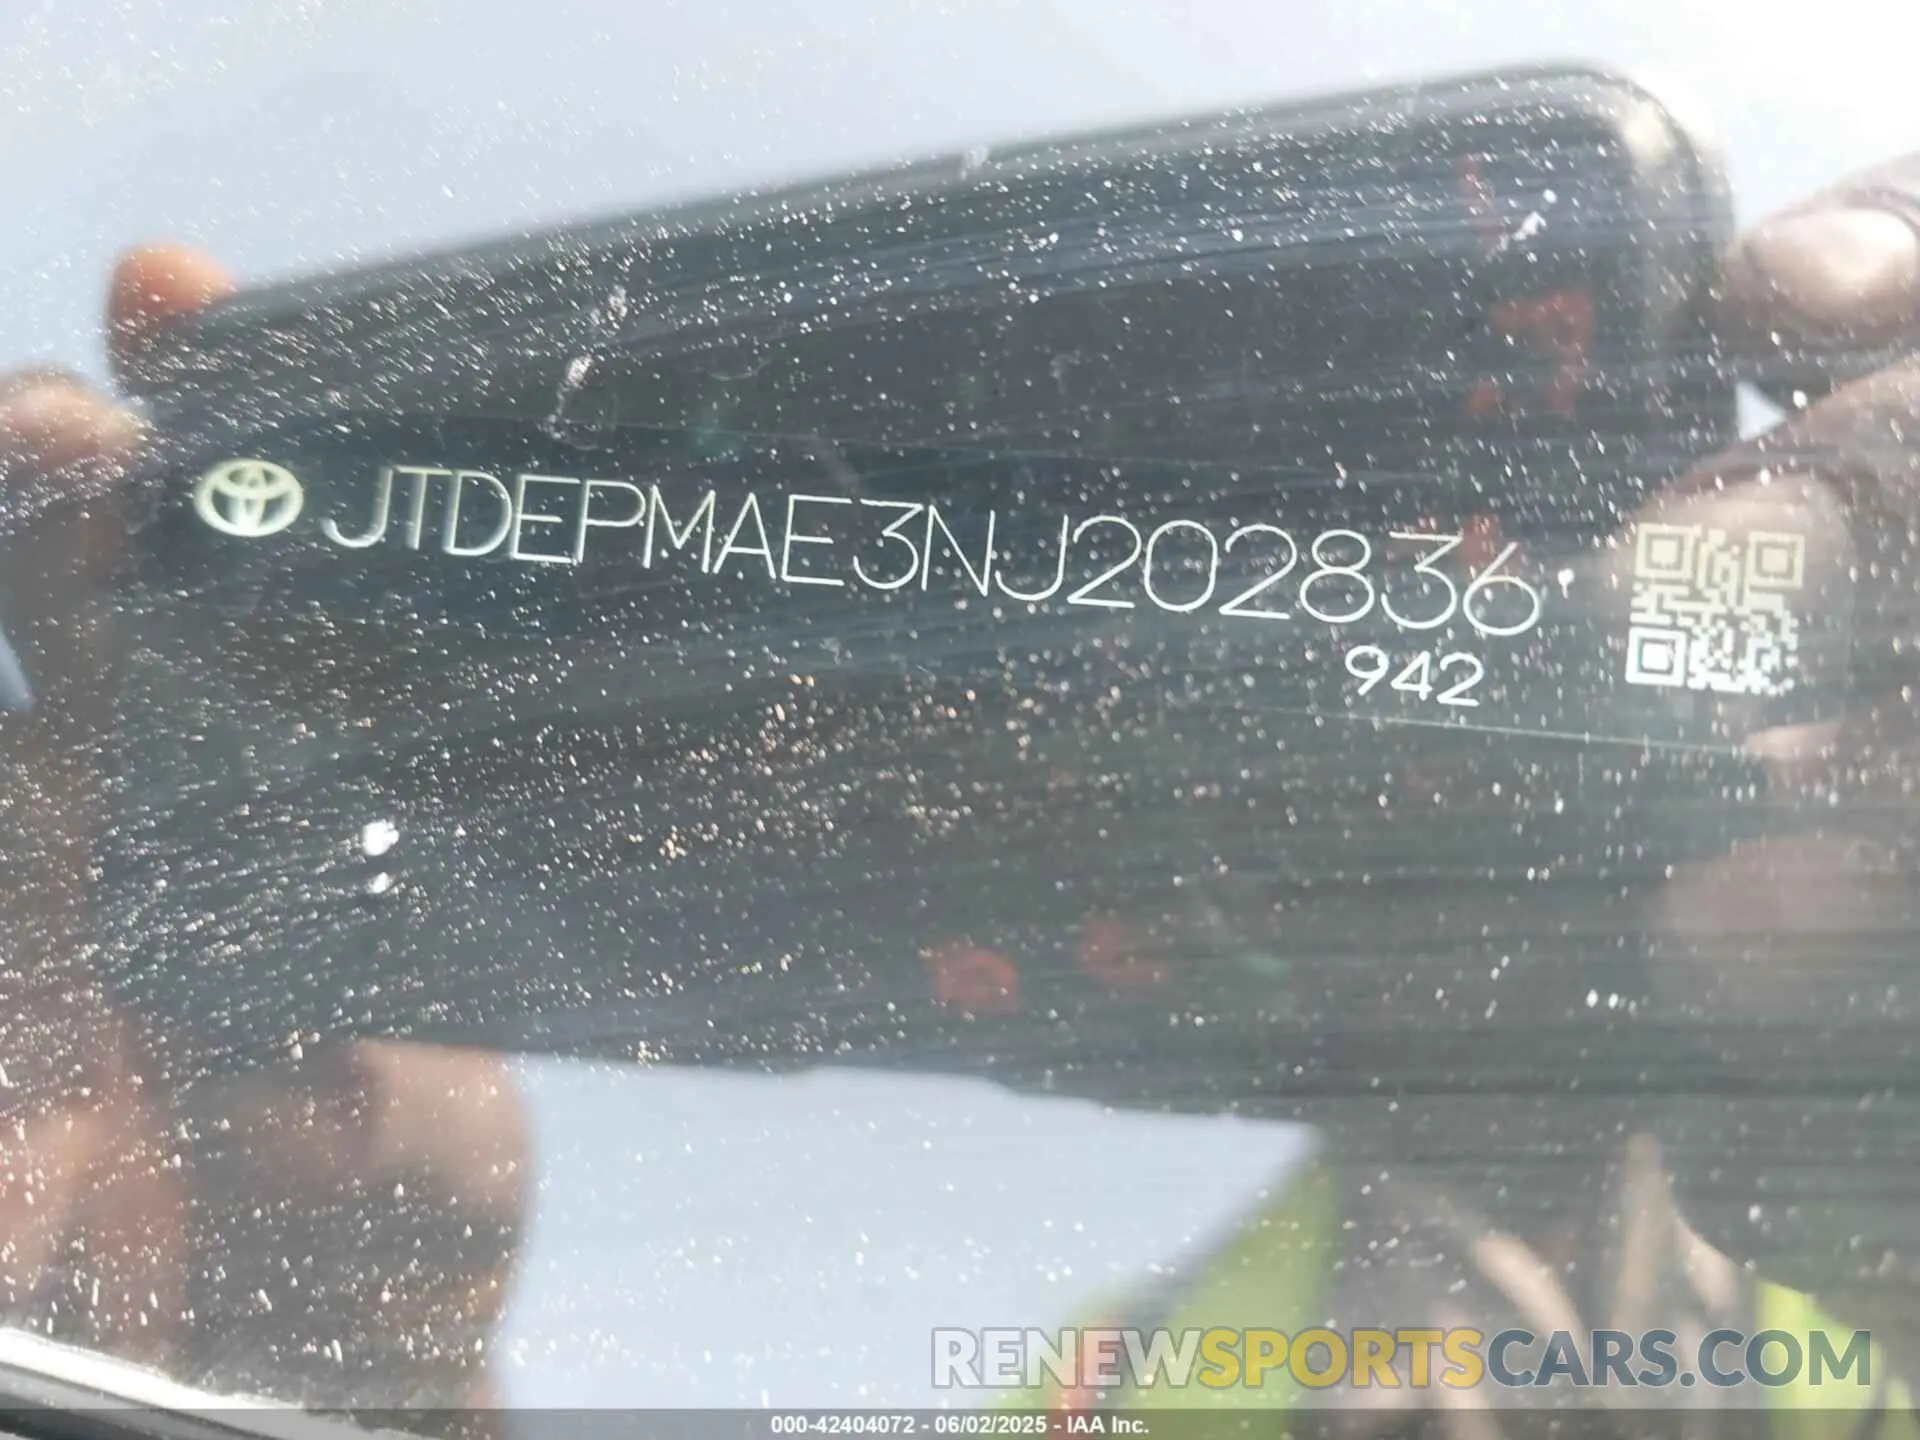 JTDEPMAE3NJ202836
942
RENEWSPORTSCARS.COM
000-42404072 - 06/02/2025 - IAA Inc.